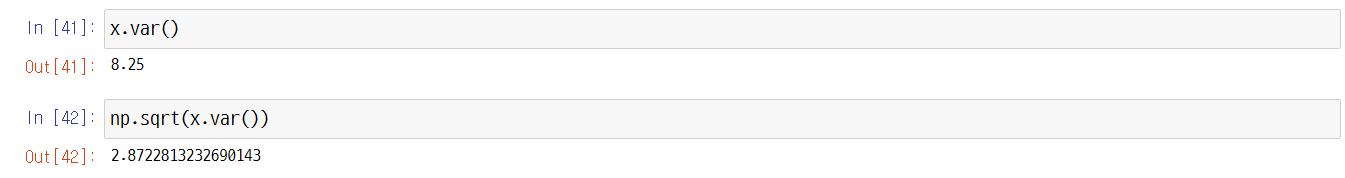 In [41]: x.var()
Out[41]: 8.25
In [42]: np.sqrt(x.var())
Out[42]: 2.8722813232690143